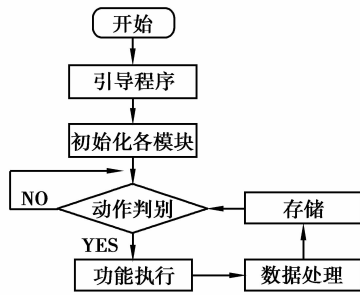 开始
引导程序
初始化各模块
NO
动作判别
存储
YES
功能执行
数据处理